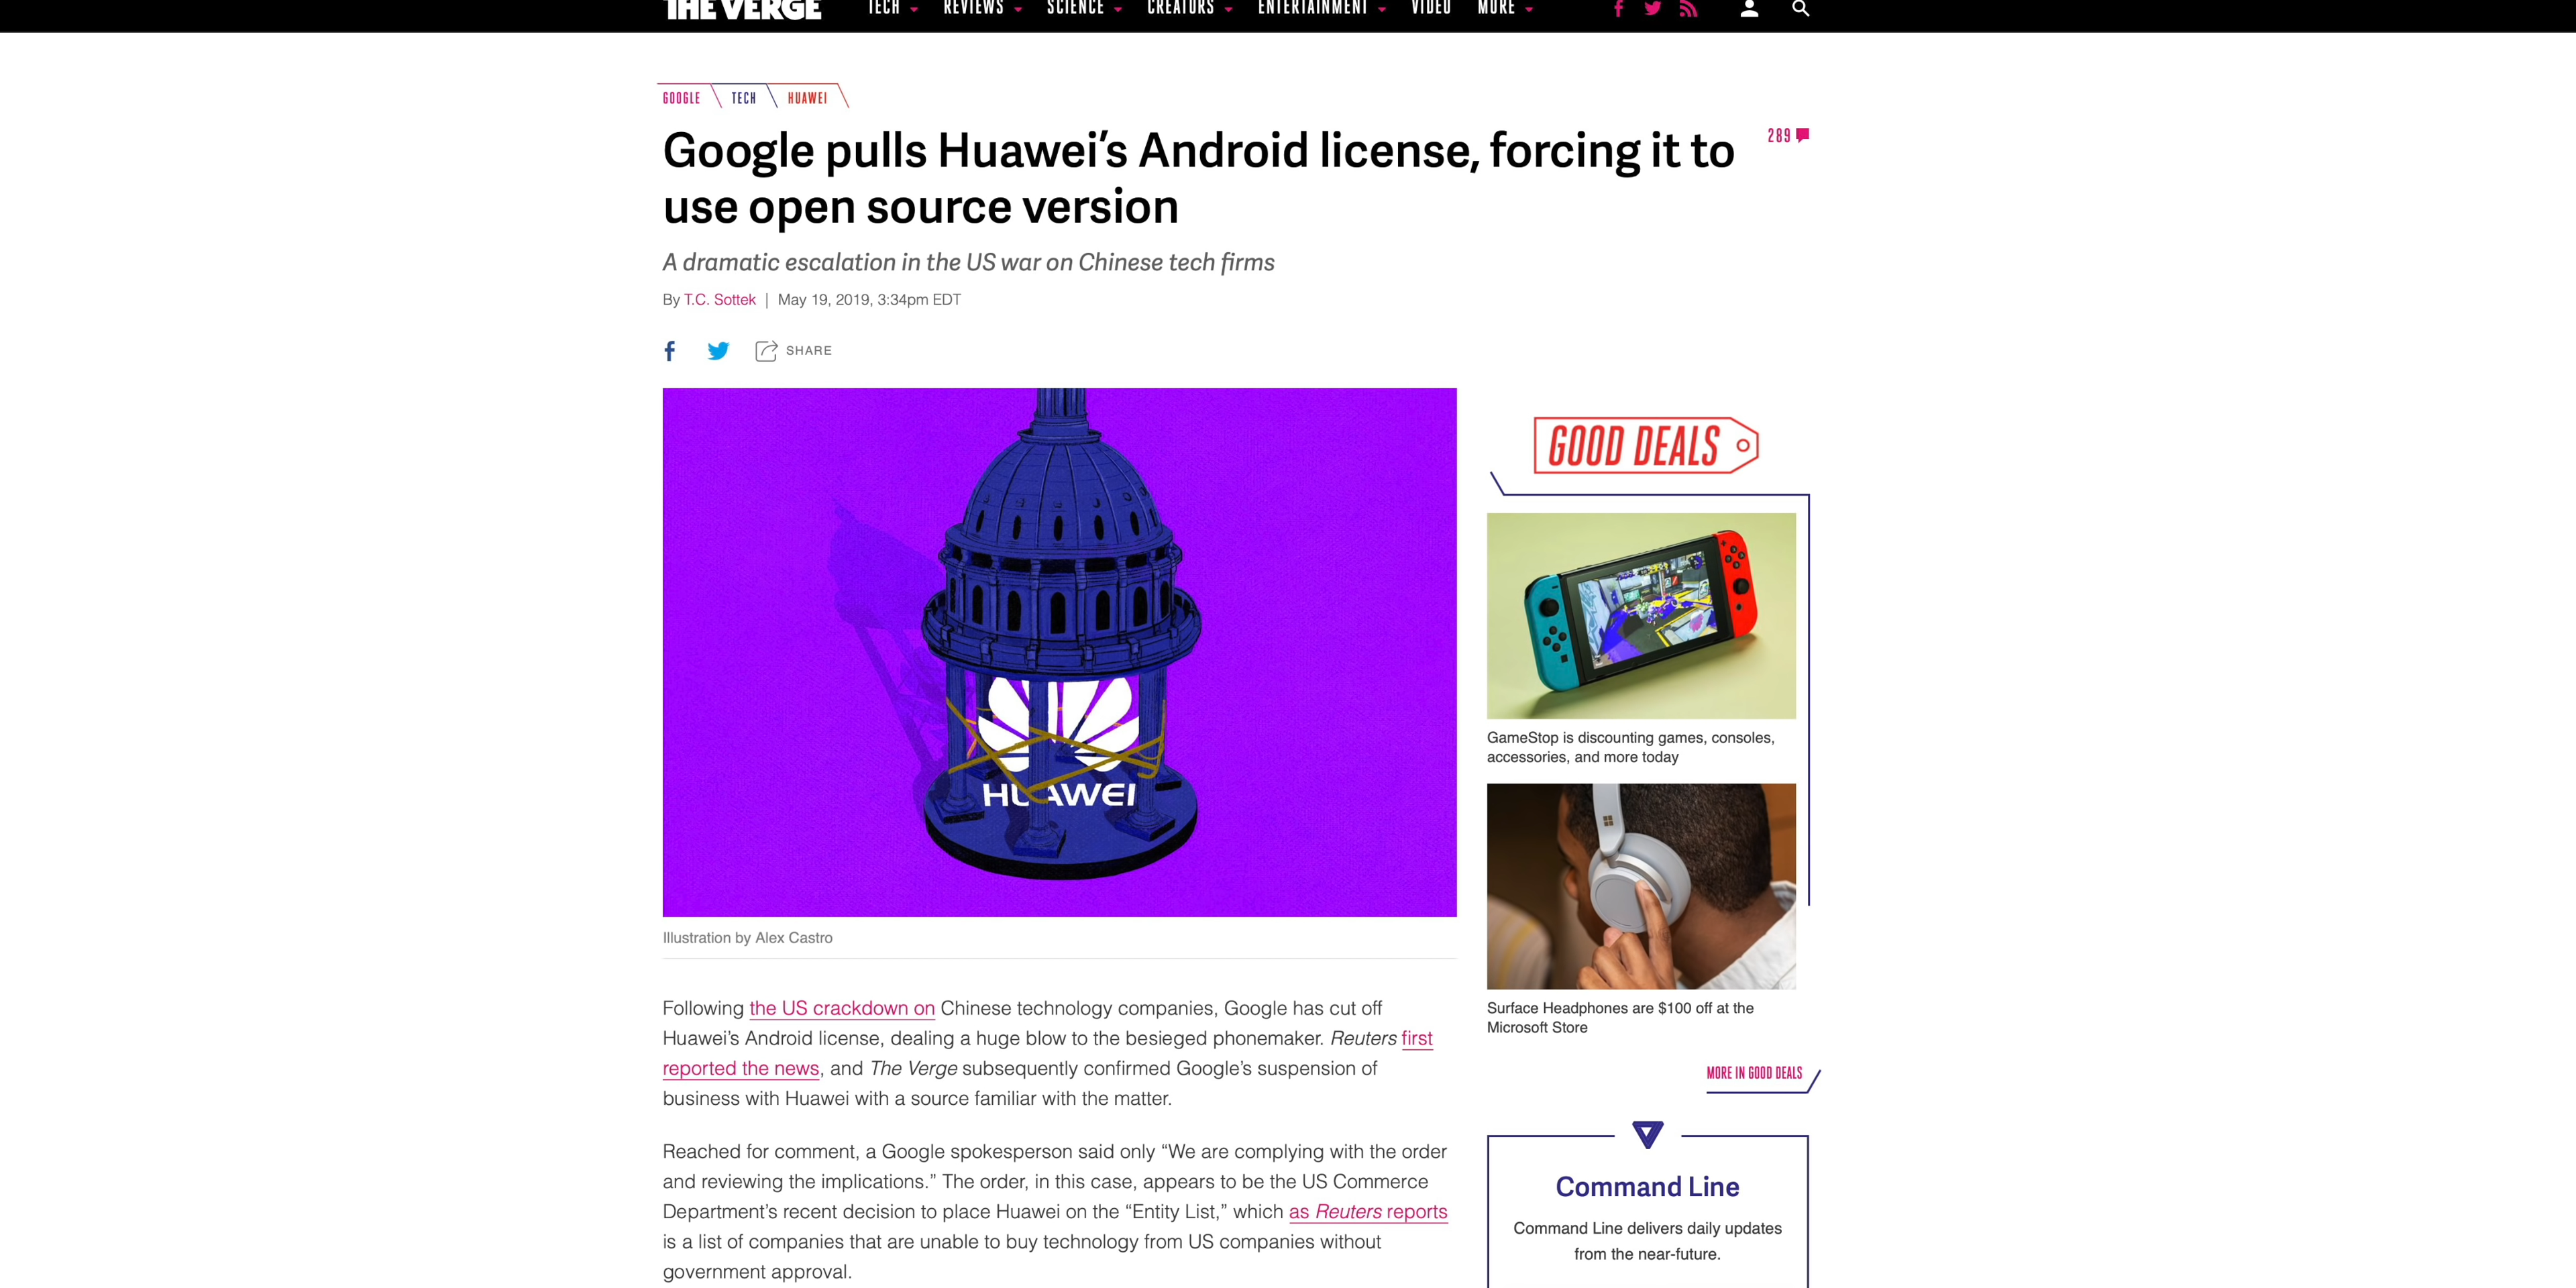 THE VERGE
TECH
REVIEWS
SCIENCE
CREATORS
ENTERTAINMENT
VIDEO
MORE
GOOGLE
TECH
HUAWEI
Google pulls Huawei’s Android license, forcing it to
use open source version
289
A dramatic escalation in the US war on Chinese tech firms
By T.C. Sottek | May 19, 2019, 3:34pm EDT
SHARE
HUAWEI
Illustration by Alex Castro
Following the US crackdown on Chinese technology companies, Google has cut off
Huawei’s Android license, dealing a huge blow to the besieged phonemaker. Reuters first
reported the news, and The Verge subsequently confirmed Google’s suspension of
business with Huawei with a source familiar with the matter.
Reached for comment, a Google spokesperson said only “We are complying with the order
and reviewing the implications.” The order, in this case, appears to be the US Commerce
Department’s recent decision to place Huawei on the “Entity List,” which as Reuters reports
is a list of companies that are unable to buy technology from US companies without
government approval.
GOOD DEALS
GameStop is discounting games, consoles,
accessories, and more today
Surface Headphones are $100 off at the
Microsoft Store
MORE IN GOOD DEALS
Command Line
Command Line delivers daily updates
from the near-future.